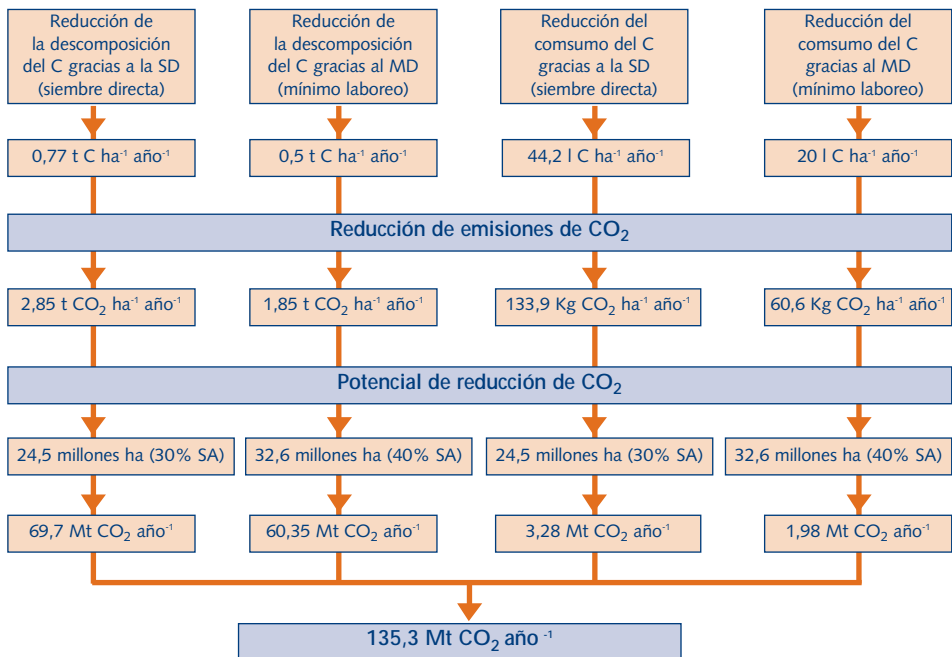 Reducción de
la descomposición
del C gracias a la SD
(siembre directa)
Reducción de
la descomposición
del C gracias al MD
(mínimo laboreo)
Reducción del
comsumo del C
gracias a la SD
(siembre directa)
Reducción del
comsumo del C
gracias al MD
(mínimo laboreo)
0,77 t C ha⁻¹ año⁻¹
0,5 t C ha⁻¹ año⁻¹
44,2 l C ha⁻¹ año⁻¹
20 l C ha⁻¹ año⁻¹
Reducción de emisiones de CO₂
2,85 t CO₂ ha⁻¹ año⁻¹
1,85 t CO₂ ha⁻¹ año⁻¹
133,9 Kg CO₂ ha⁻¹ año⁻¹
60,6 Kg CO₂ ha⁻¹ año⁻¹
Potencial de reducción de CO₂
24,5 millones ha (30% SA)
32,6 millones ha (40% SA)
24,5 millones ha (30% SA)
32,6 millones ha (40% SA)
69,7 Mt CO₂ año⁻¹
60,35 Mt CO₂ año⁻¹
3,28 Mt CO₂ año⁻¹
1,98 Mt CO₂ año⁻¹
135,3 Mt CO₂ año ⁻¹